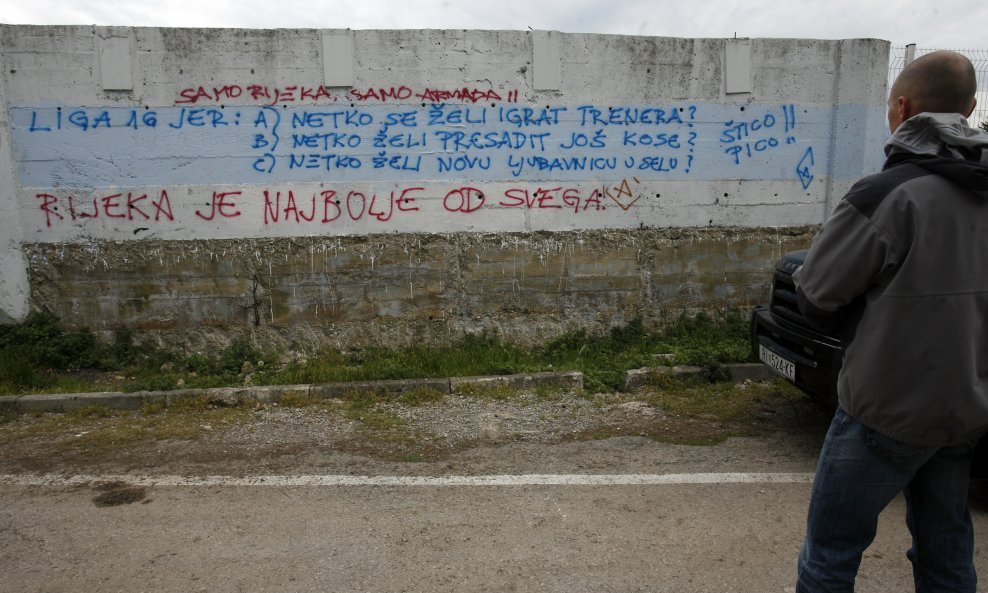 SAMO RIJEKA, SAMO ARMADA !!
LIGA 16 JER: A) NETKO SE ŽELI IGRAT TRENERA?
B) NETKO ŽELI PRESADIT JOŠ KOSE?
C) NETKO ŽELI NOVU LJUBAVNICU U SELU?
ŠTICO !!
PICO !!
RIJEKA JE NAJBOLJE OD SVEGA. "A"